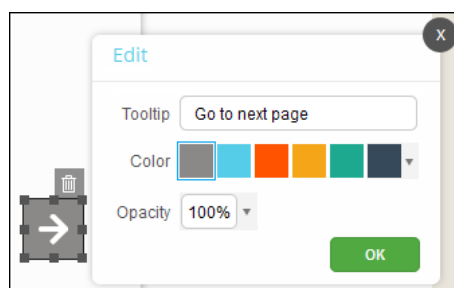 X
Edit
Tooltip Go to next page
Color
Opacity 100%
OK